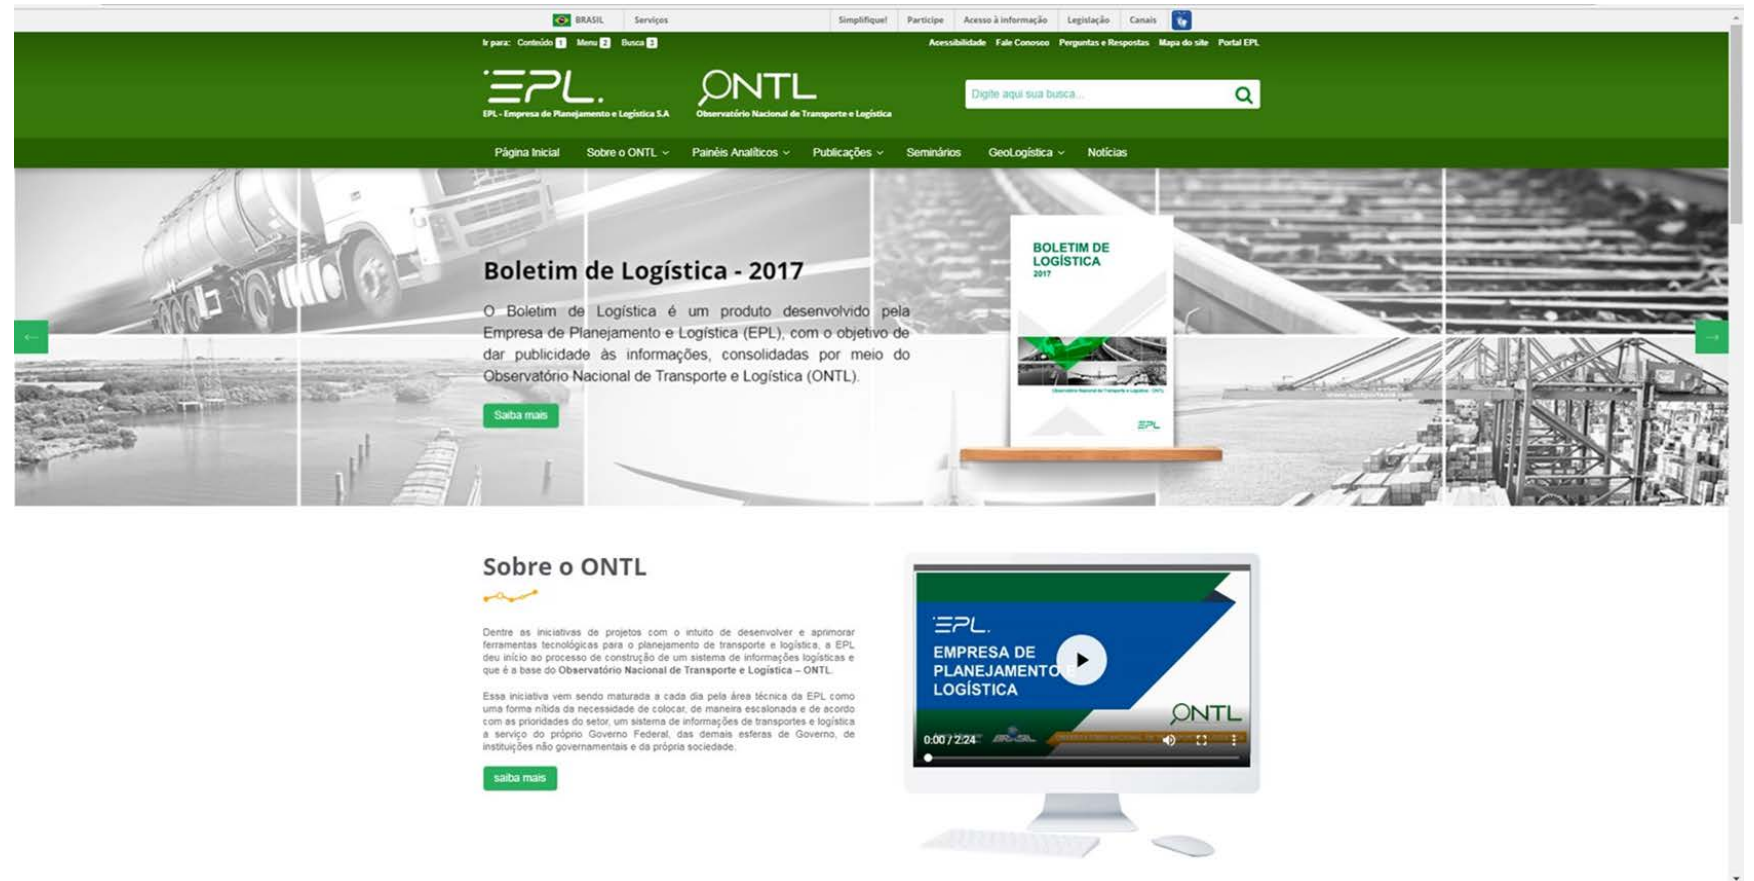 BRASIL Serviços Simplifique! Participe Acesso à informação Legislação Canais
Ir para: Conteúdo 1 Menu 2 Busca 3 Acessibilidade Fale Conosco Perguntas e Respostas Mapa do site Portal EPL
EPL. ONTL
Digite aqui sua busca...
EPL - Empresa de Planejamento e Logística S.A Observatório Nacional de Transporte e Logística
Página Inicial Sobre o ONTL Painéis Analíticos Publicações Seminários GeoLogística Notícias
Boletim de Logística - 2017
O Boletim de Logística é um produto desenvolvido pela
Empresa de Planejamento e Logística (EPL), com o objetivo de
dar publicidade às informações, consolidadas por meio do
Observatório Nacional de Transporte e Logística (ONTL).
Saiba mais
BOLETIM DE
LOGÍSTICA
2017
Observatório Nacional de Transporte e Logística - ONTL
EPL
Sobre o ONTL
Dentre as iniciativas de projetos com o intuito de desenvolver e aprimorar
ferramentas tecnológicas para o planejamento de transporte e logística, a EPL
deu início ao processo de construção de um sistema de informações logísticas e
que é a base do Observatório Nacional de Transporte e Logística – ONTL.
Essa iniciativa vem sendo maturada a cada dia pela área técnica da EPL como
uma forma nítida da necessidade de colocar, de maneira escalonada e de acordo
com as prioridades do setor, um sistema de informações de transportes e logística
a serviço do próprio Governo Federal, das demais esferas de Governo, de
instituições não governamentais e da própria sociedade.
saiba mais
EPL.
EMPRESA DE
PLANEJAMENTO E
LOGÍSTICA
ONTL
0:00 / 2:24